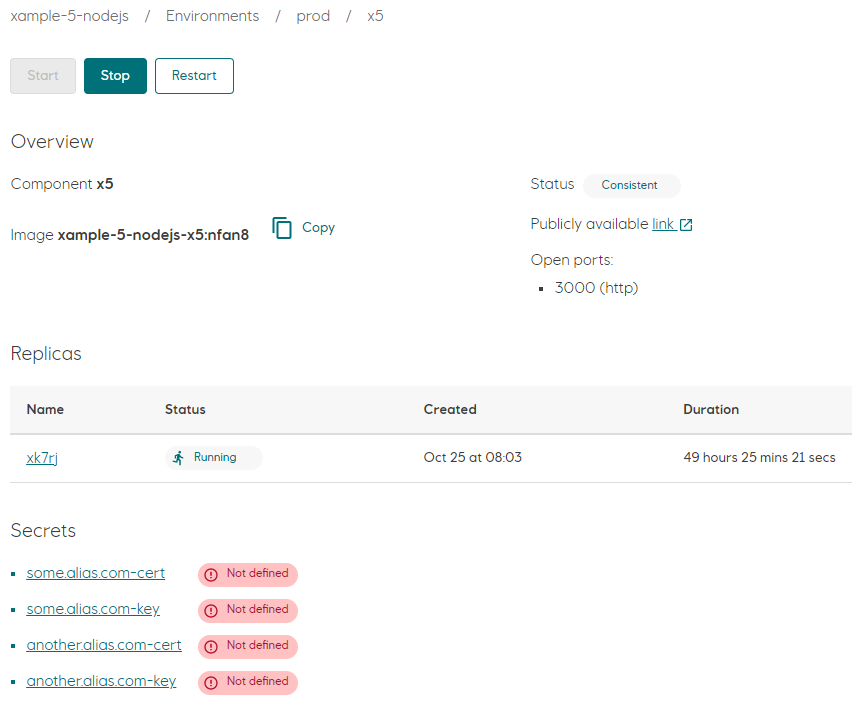 xample-5-nodejs / Environments / prod / x5
Start Stop Restart
Overview
Component x5
Image xample-5-nodejs-x5:nfan8 Copy
Status Consistent
Publicly available link
Open ports:
3000 (http)
Replicas
Name Status Created Duration
xk7rj Running Oct 25 at 08:03 49 hours 25 mins 21 secs
Secrets
some.alias.com-cert Not defined
some.alias.com-key Not defined
another.alias.com-cert Not defined
another.alias.com-key Not defined